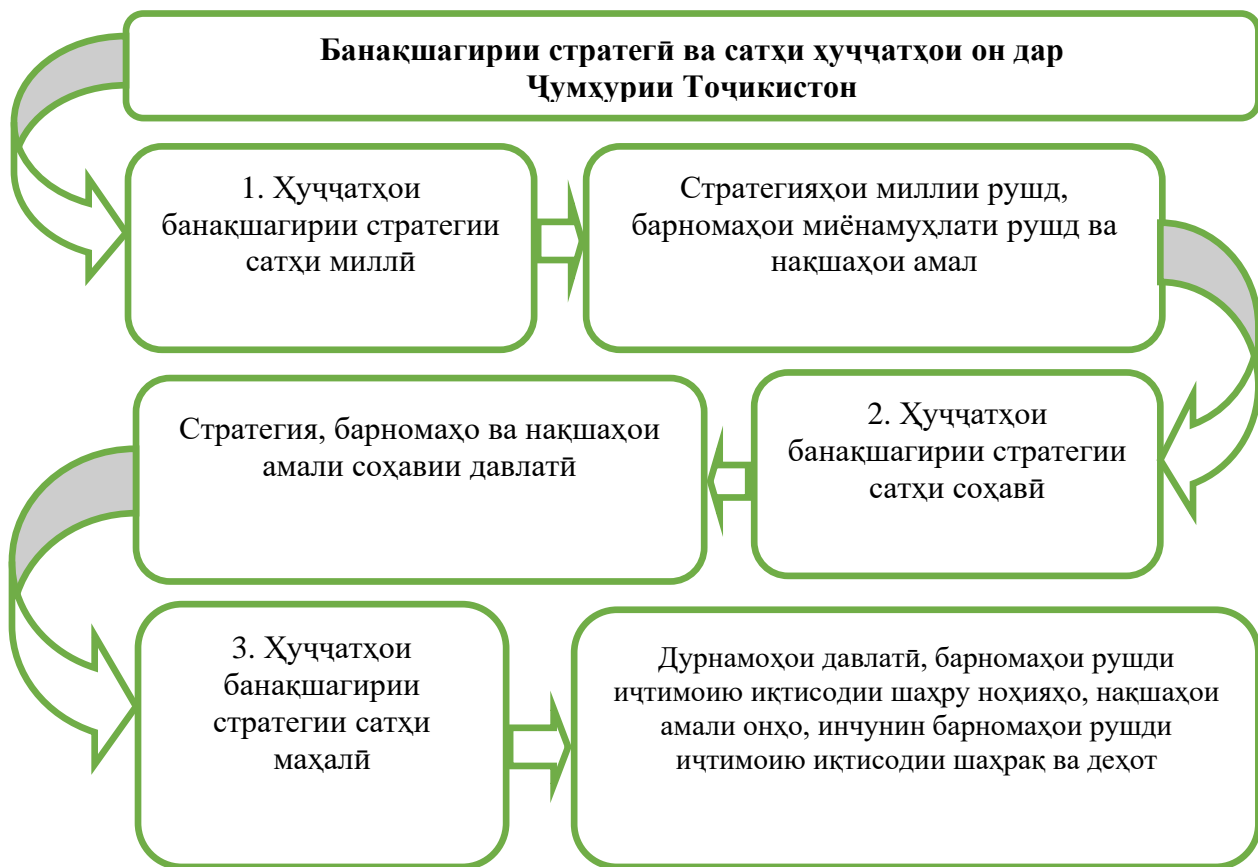 Банақшагирии стратегӣ ва сатҳи ҳуҷҷатҳои он дар
Ҷумҳурии Тоҷикистон
1. Ҳуҷҷатҳои
банақшагирии стратегии
сатҳи миллӣ
Стратегияҳои миллии рушд,
барномаҳои миёнамуҳлати рушд ва
нақшаҳои амал
2. Ҳуҷҷатҳои
банақшагирии стратегии
сатҳи соҳавӣ
Стратегия, барномаҳо ва нақшаҳои
амали соҳавии давлатӣ
3. Ҳуҷҷатҳои
банақшагирии
стратегии сатҳи
маҳалӣ
Дурнамоҳои давлатӣ, барномаҳои рушди
иҷтимоию иқтисодии шаҳру ноҳияҳо, нақшаҳои
амали онҳо, инчунин барномаҳои рушди
иҷтимоию иқтисодии шаҳрак ва деҳот